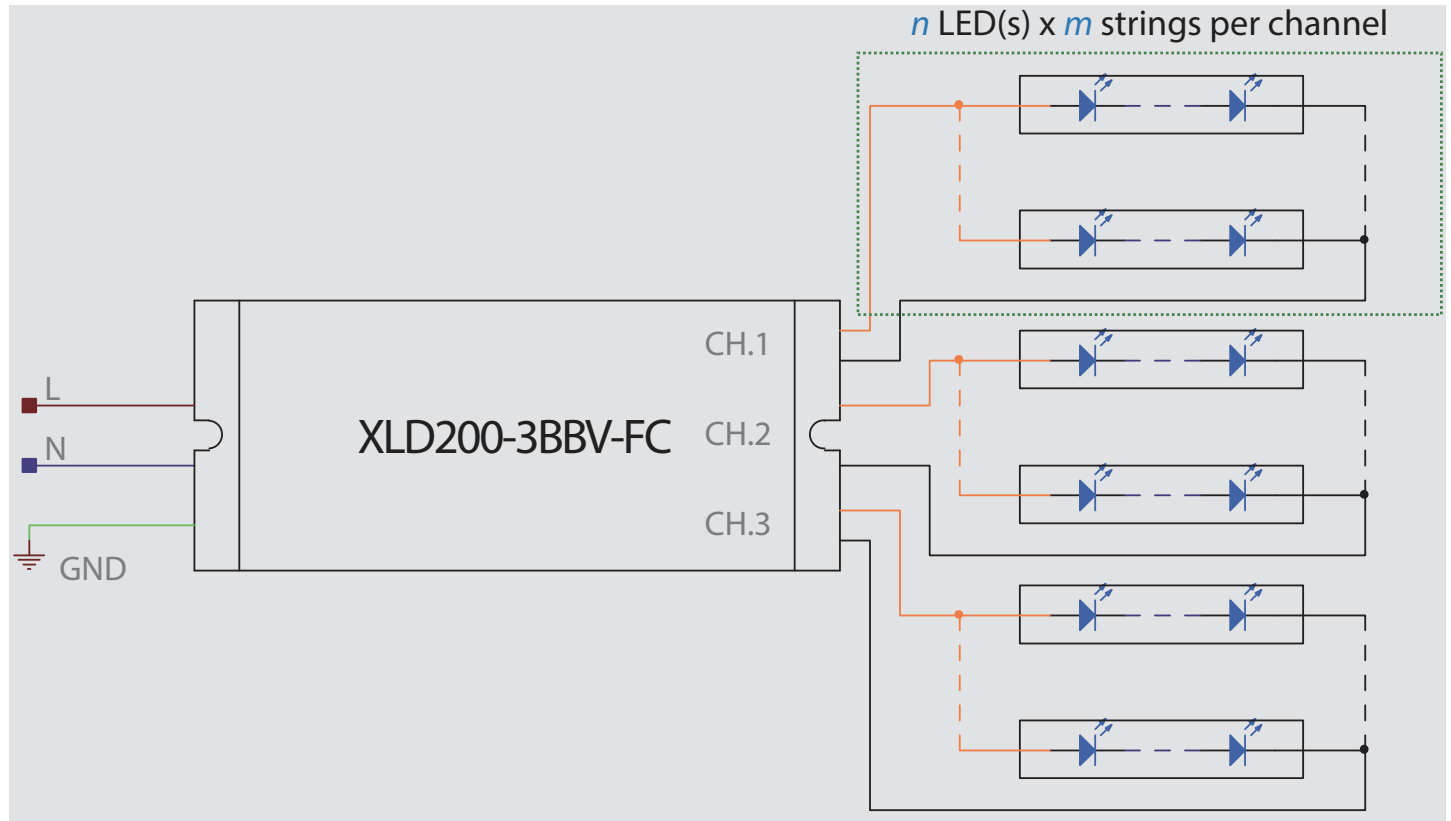 n LED(s) x m strings per channel
CH.1
L
XLD200-3BBV-FC
CH.2
N
CH.3
GND